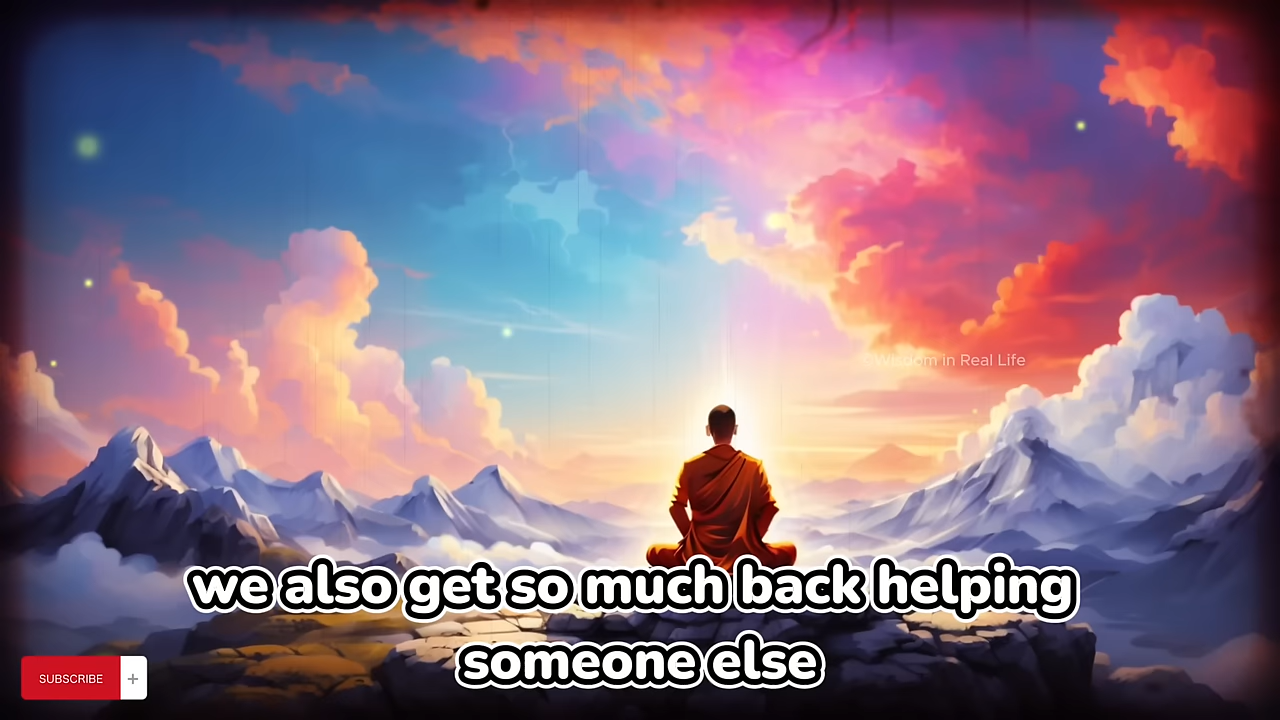 ©Wisdom in Real Life
we also get so much back helping
someone else
SUBSCRIBE +